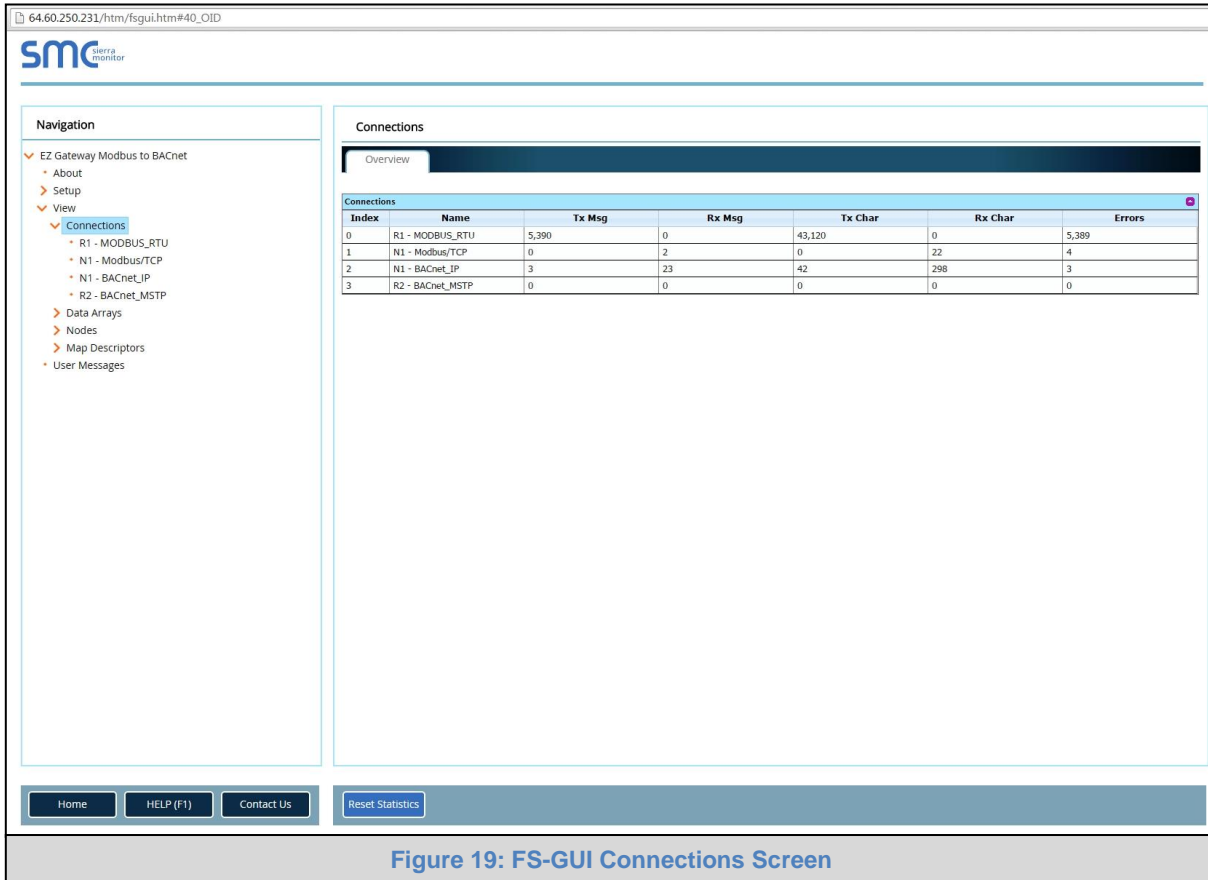 64.60.250.231/htm/fsgui.htm#40_OID
smc sierra monitor
Navigation
EZ Gateway Modbus to BACnet
About
Setup
View
Connections
R1 - MODBUS_RTU
N1 - Modbus/TCP
N1 - BACnet_IP
R2 - BACnet_MSTP
Data Arrays
Nodes
Map Descriptors
User Messages
Connections
Overview
Connections
Index Name Tx Msg Rx Msg Tx Char Rx Char Errors
0 R1 - MODBUS_RTU 5,390 0 43,120 0 5,389
1 N1 - Modbus/TCP 0 2 0 22 4
2 N1 - BACnet_IP 3 23 42 298 3
3 R2 - BACnet_MSTP 0 0 0 0 0
Home HELP (F1) Contact Us Reset Statistics
Figure 19: FS-GUI Connections Screen